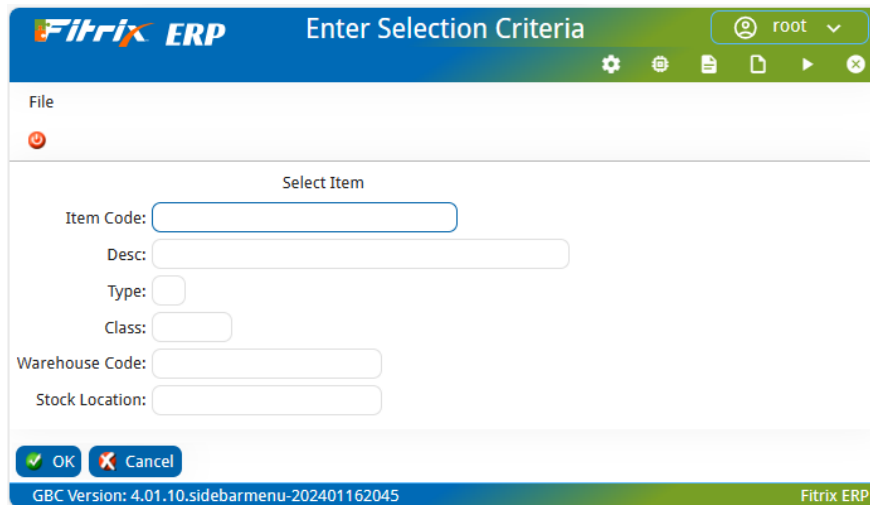 Fitrix ERP
Enter Selection Criteria
root
File
Select Item
Item Code:
Desc:
Type:
Class:
Warehouse Code:
Stock Location:
OK
Cancel
GBC Version: 4.01.10.sidebarmenu-202401162045
Fitrix ERP